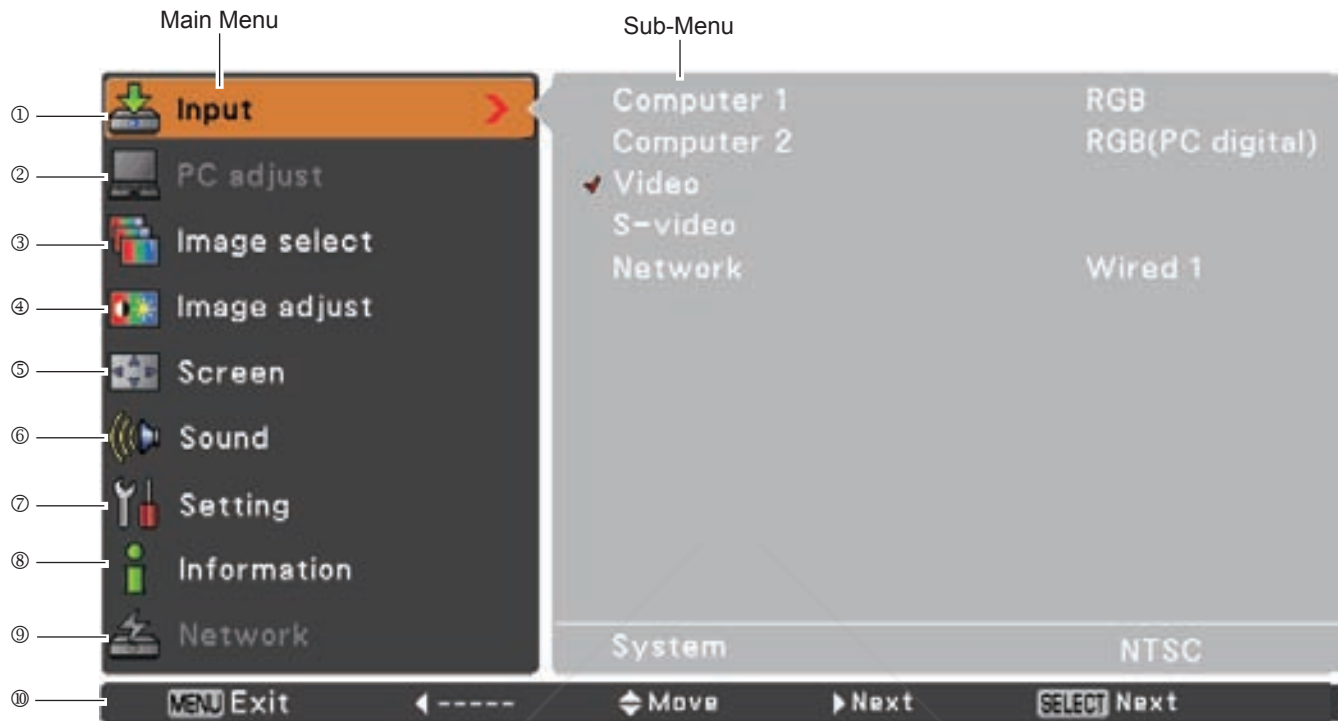 Main Menu
Sub-Menu
① Input
② PC adjust
③ Image select
④ Image adjust
⑤ Screen
⑥ Sound
⑦ Setting
⑧ Information
⑨ Network
Computer 1 RGB
Computer 2 RGB(PC digital)
Video
S-video
Network Wired 1
System NTSC
⑩ MENU Exit ----- Move Next SELECT Next